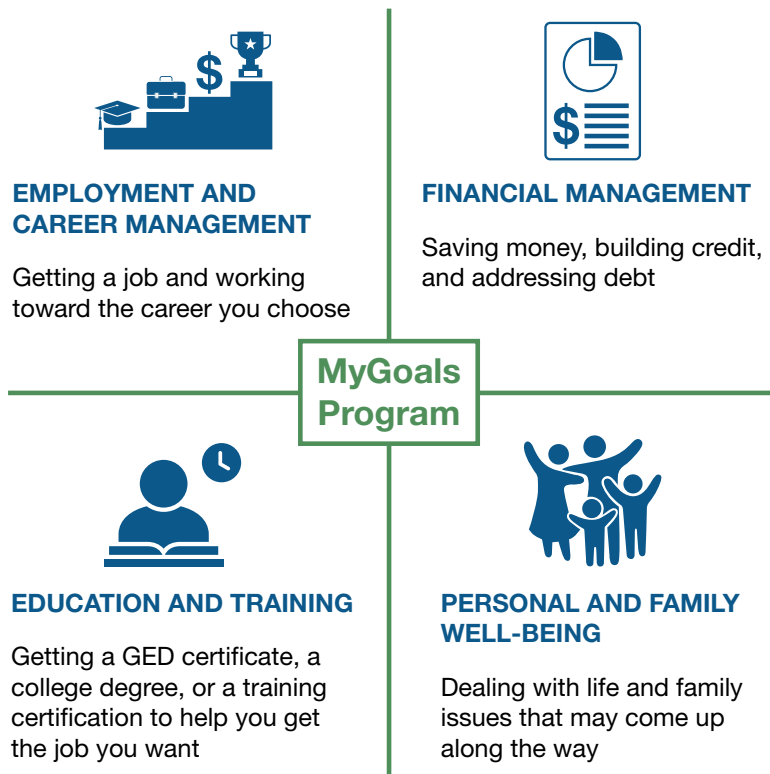 $
EMPLOYMENT AND
CAREER MANAGEMENT
Getting a job and working
toward the career you choose
$
FINANCIAL MANAGEMENT
Saving money, building credit,
and addressing debt
MyGoals
Program
EDUCATION AND TRAINING
Getting a GED certificate, a
college degree, or a training
certification to help you get
the job you want
PERSONAL AND FAMILY
WELL-BEING
Dealing with life and family
issues that may come up
along the way